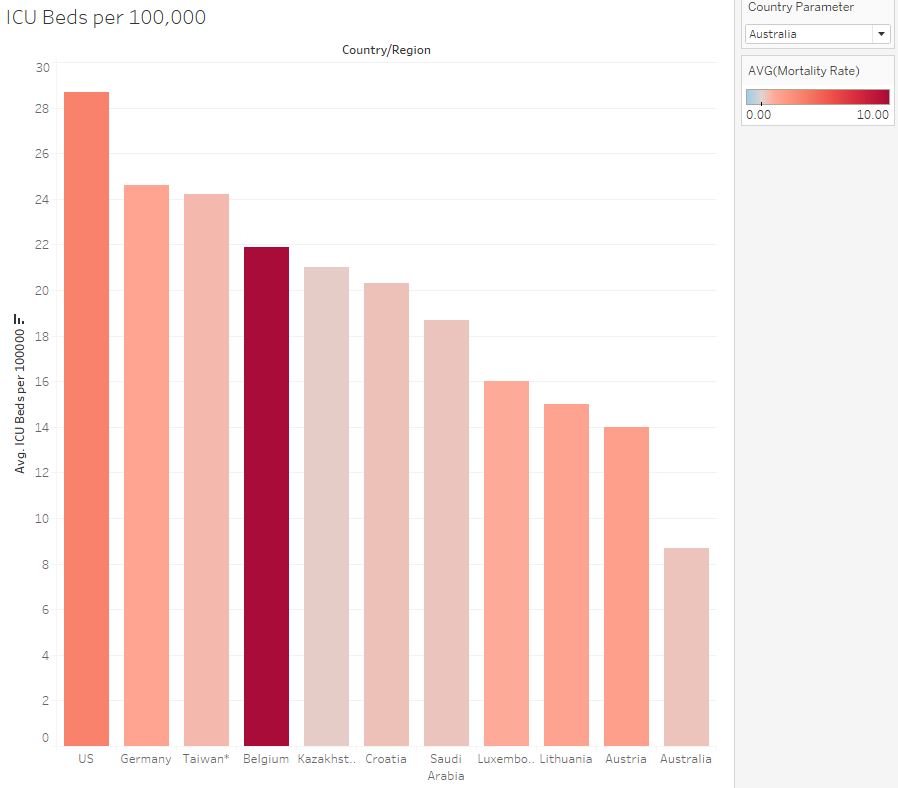 ICU Beds per 100,000
Country/Region
30
28
26
24
22
20
18
16
14
12
10
8
6
4
2
0
Avg. ICU Beds per 100000
US
Germany
Taiwan*
Belgium
Kazakhst..
Croatia
Saudi
Arabia
Luxembo..
Lithuania
Austria
Australia
Country Parameter
Australia
AVG(Mortality Rate)
0.00 10.00